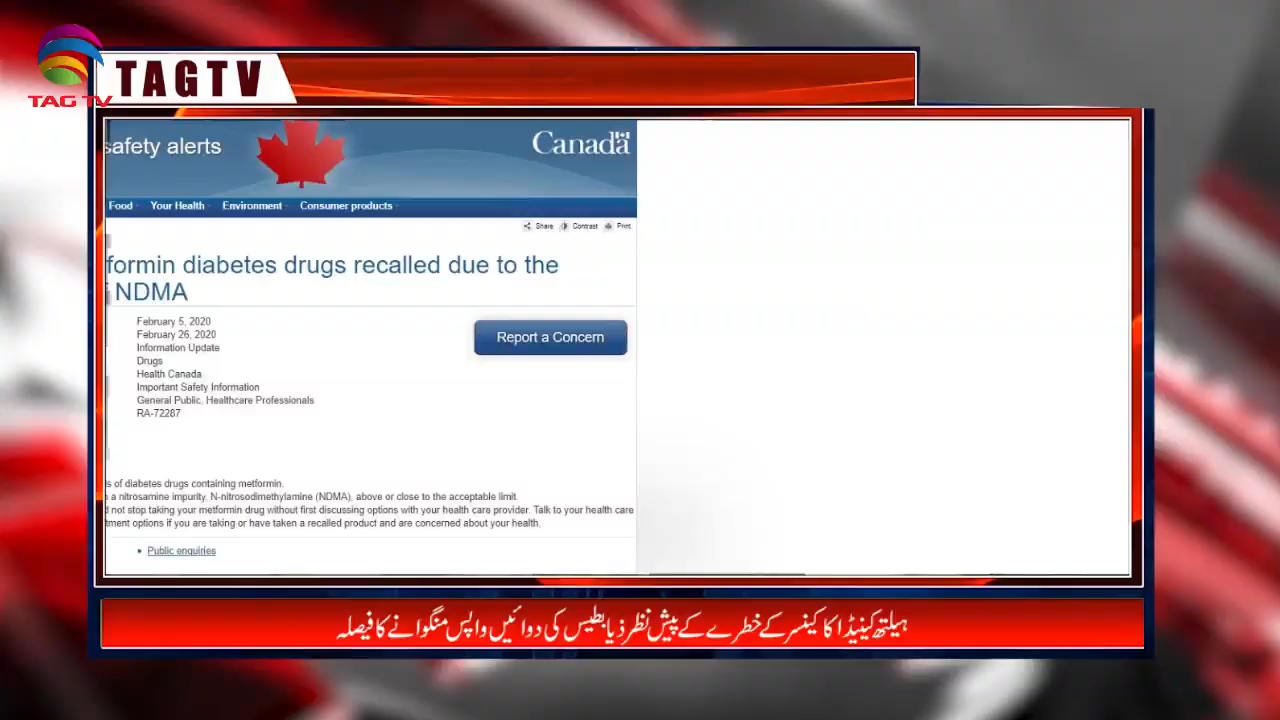 TAGTV
TAG TV
safety alerts
Canada
Food Your Health Environment Consumer products
Share Contrast Print
formin diabetes drugs recalled due to the
NDMA
February 5, 2020
February 26, 2020
Report a Concern
Information Update
Drugs
Health Canada
Important Safety Information
General Public, Healthcare Professionals
RA-72287
of diabetes drugs containing metformin.
a nitrosamine impurity. N-nitrosodimethylamine (NDMA), above or close to the acceptable limit.
not stop taking your metformin drug without first discussing options with your health care provider. Talk to your health care
tment options if you are taking or have taken a recalled product and are concerned about your health.
• Public enquiries
ہیلتھ کینیڈا کا کینسر کے خطرے کے پیش نظر ذیابطیس کی دوائیں واپس منگوانے کا فیصلہ